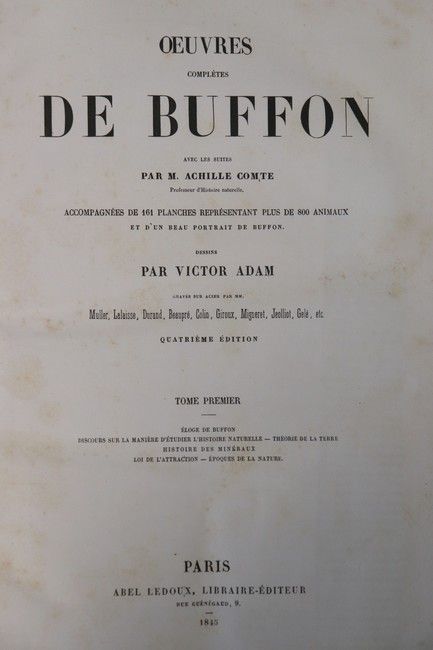 ŒUVRES
COMPLÈTES
DE BUFFON
AVEC LES SUITES
PAR M. ACHILLE COMTE
Professeur d'Histoire naturelle,
ACCOMPAGNÉES DE 161 PLANCHES REPRÉSENTANT PLUS DE 800 ANIMAUX
ET D'UN BEAU PORTRAIT DE BUFFON.
DESSINS
PAR VICTOR ADAM
GRAVÉS SUR ACIER PAR MM.
Muller, Lalaisse, Durand, Beaupré, Colin, Giroux, Migneret, Jeolliot, Gelé, etc.
QUATRIÈME ÉDITION
TOME PREMIER
ÉLOGE DE BUFFON
DISCOURS SUR LA MANIÈRE D'ÉTUDIER L'HISTOIRE NATURELLE — THÉORIE DE LA TERRE
HISTOIRE DES MINÉRAUX
LOI DE L'ATTRACTION — ÉPOQUES DE LA NATURE.
PARIS
ABEL LEDOUX, LIBRAIRE-ÉDITEUR
RUE GUÉNÉGAUD, 9.
1845